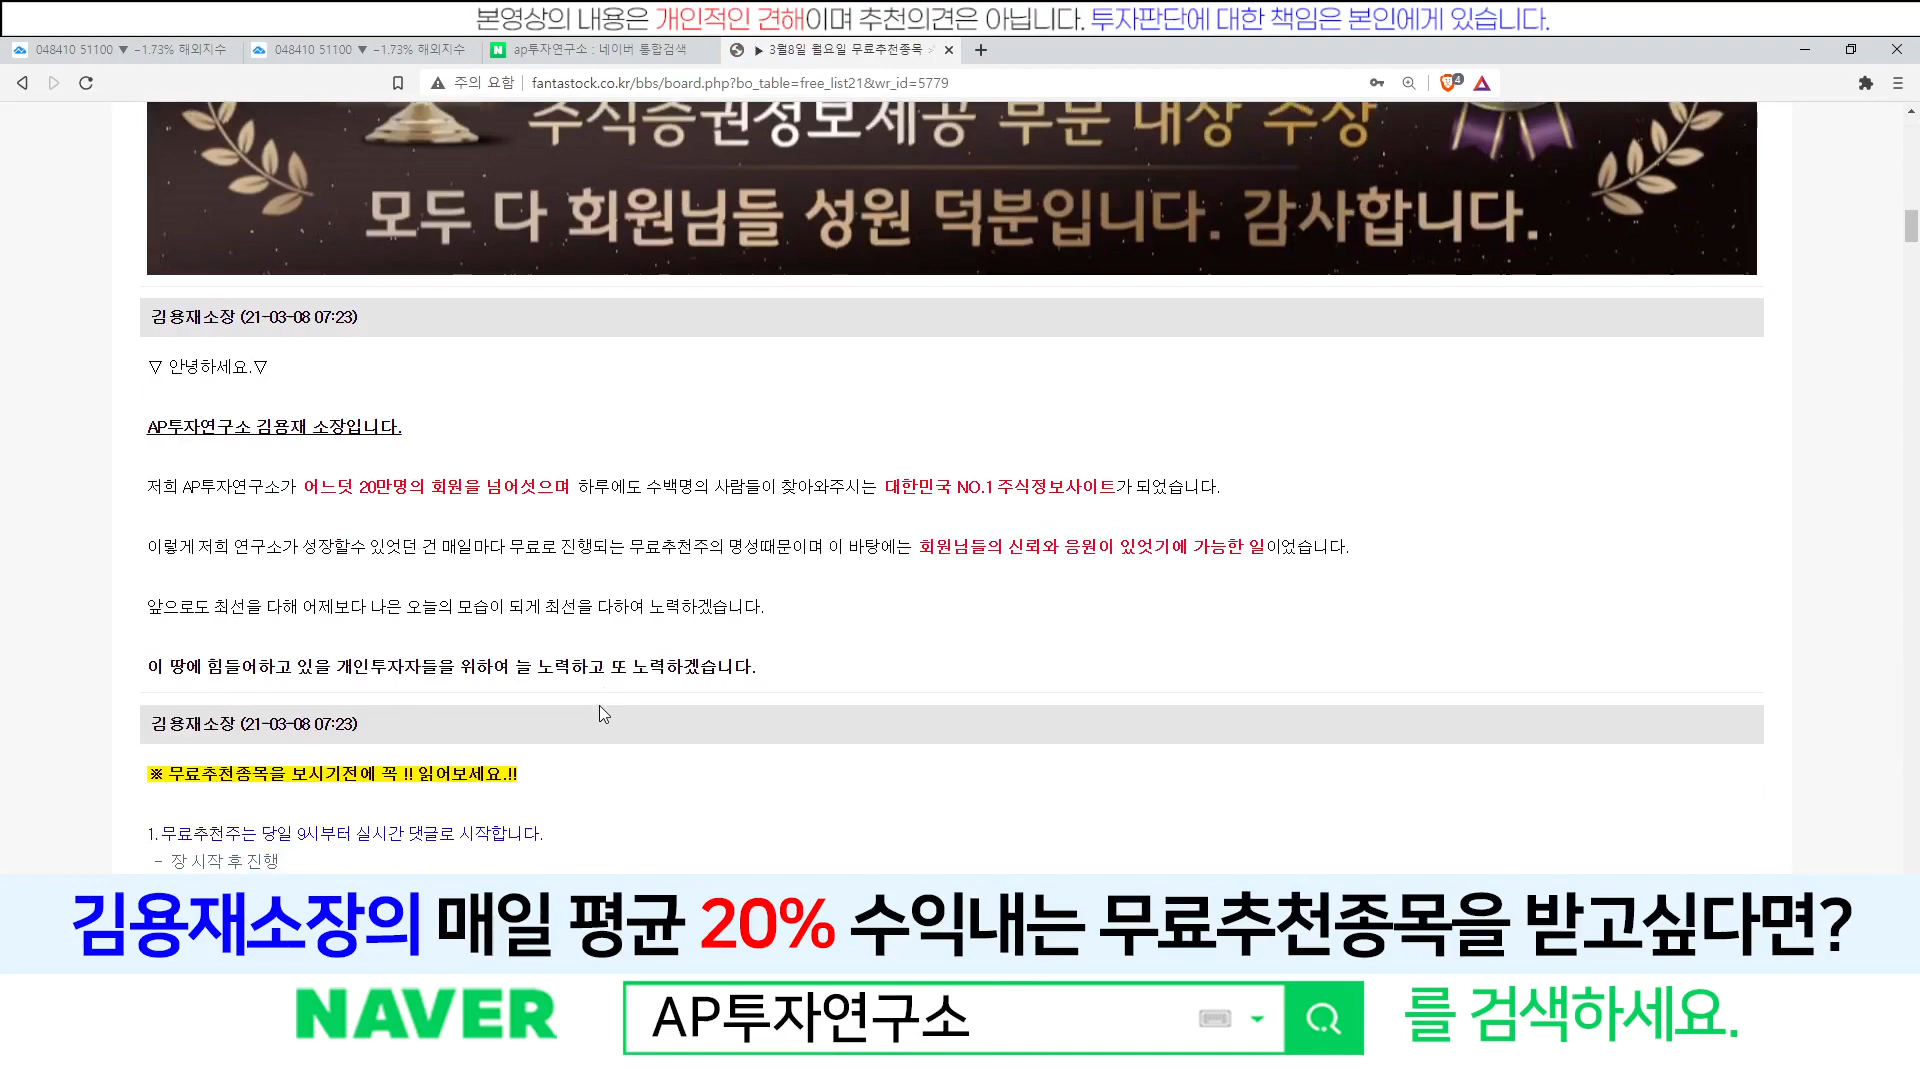 본영상의 내용은 개인적인 견해이며 추천의견은 아닙니다. 투자판단에 대한 책임은 본인에게 있습니다.
048410 51100 ▼ -1.73% 해외지수
048410 51100 ▼ -1.73% 해외지수
ap투자연구소 : 네이버 통합검색
▶ 3월8일 월요일 무료추천종목
주의 요함
fantastock.co.kr/bbs/board.php?bo_table=free_list21&wr_id=5779
4
주식증권정보제공 부문 대상 수상
모두 다 회원님들 성원 덕분입니다. 감사합니다.
김용재소장 (21-03-08 07:23)
▽ 안녕하세요.▽
AP투자연구소 김용재 소장입니다.
저희 AP투자연구소가 어느덧 20만명의 회원을 넘어섯으며 하루에도 수백명의 사람들이 찾아와주시는 대한민국 NO.1 주식정보사이트가 되었습니다.
이렇게 저희 연구소가 성장할수 있엇던 건 매일마다 무료로 진행되는 무료추천주의 명성때문이며 이 바탕에는 회원님들의 신뢰와 응원이 있엇기에 가능한 일이었습니다.
앞으로도 최선을 다해 어제보다 나은 오늘의 모습이 되게 최선을 다하여 노력하겠습니다.
이 땅에 힘들어하고 있을 개인투자자들을 위하여 늘 노력하고 또 노력하겠습니다.
김용재소장 (21-03-08 07:23)
※ 무료추천종목을 보시기전에 꼭 !! 읽어보세요.!!
1. 무료추천주는 당일 9시부터 실시간 댓글로 시작합니다.
- 장 시작 후 진행
김용재소장의 매일 평균 20% 수익내는 무료추천종목을 받고싶다면?
NAVER AP투자연구소 를 검색하세요.